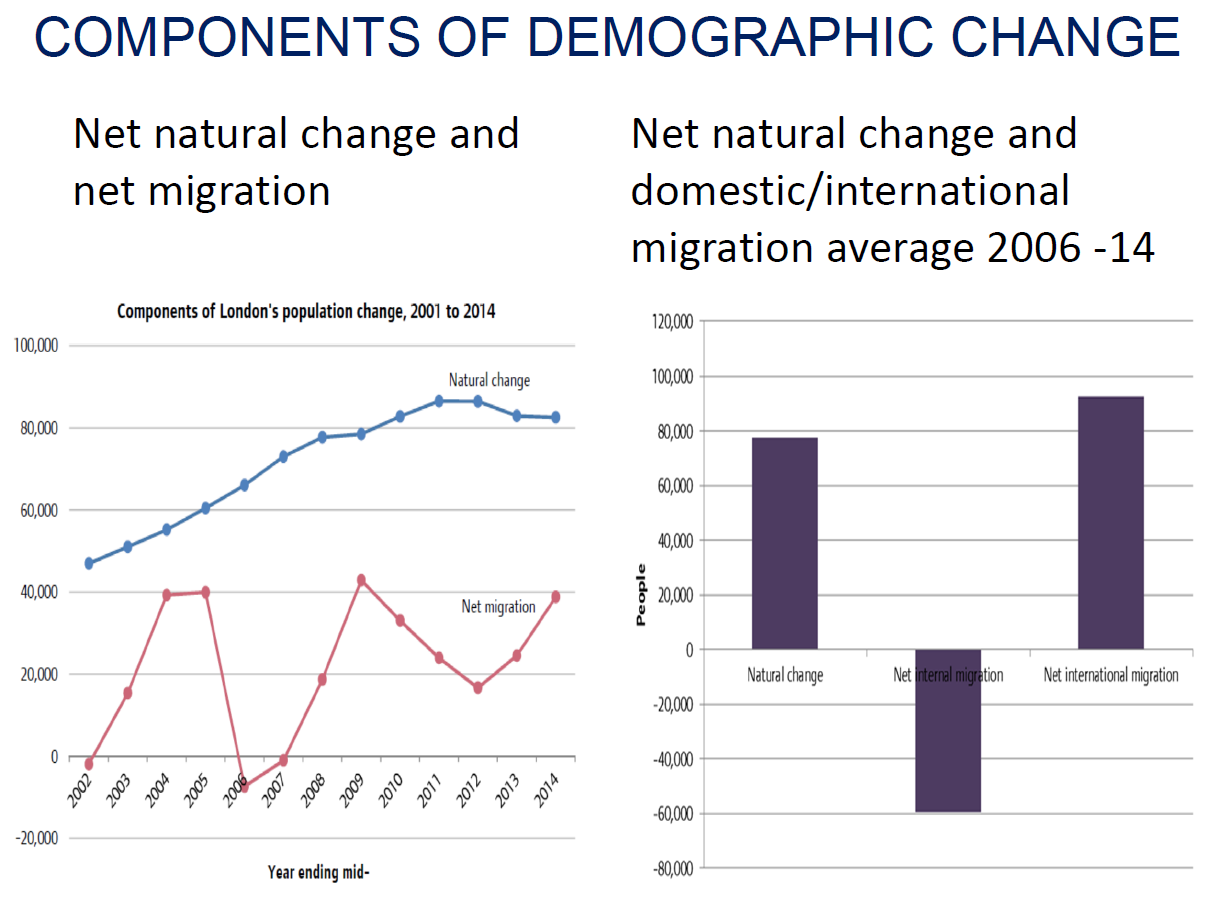 COMPONENTS OF DEMOGRAPHIC CHANGE
Net natural change and
net migration
Components of London's population change, 2001 to 2014
100,000
80,000
60,000
40,000
20,000
0
-20,000
Natural change
Net migration
2002
2003
2004
2005
2006
2007
2008
2009
2010
2011
2012
2013
2014
Year ending mid-
Net natural change and
domestic/international
migration average 2006 -14
120,000
100,000
80,000
60,000
40,000
20,000
0
-20,000
-40,000
-60,000
-80,000
People
Natural change
Net internal migration
Net international migration